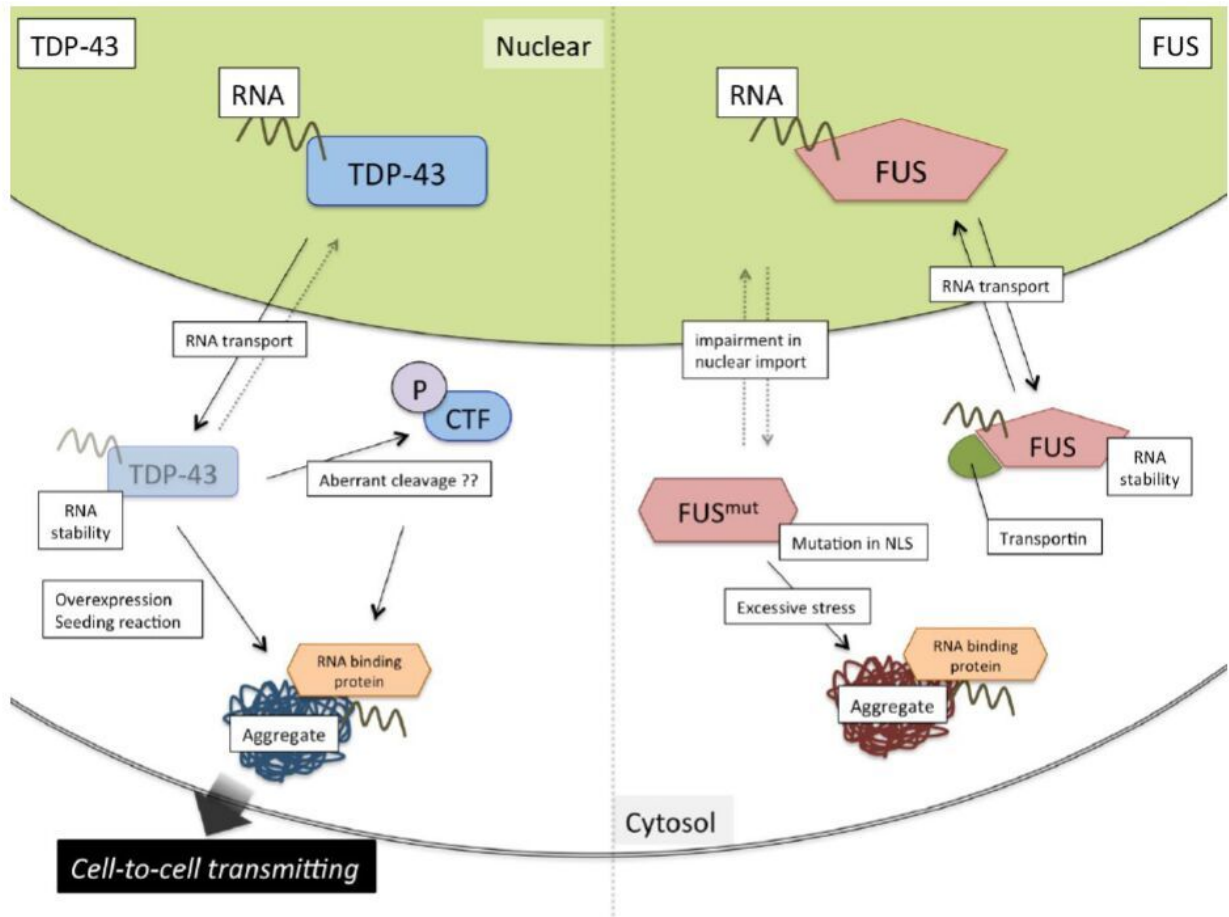 TDP-43
Nuclear
FUS
RNA
TDP-43
RNA
FUS
RNA transport
P
CTF
TDP-43
Aberrant cleavage ??
RNA
stability
Overexpression
Seeding reaction
RNA binding
protein
Aggregate
Cell-to-cell transmitting
RNA transport
impairment in
nuclear import
FUS
RNA
stability
Transportin
FUSmut
Mutation in NLS
Excessive stress
RNA binding
protein
Aggregate
Cytosol